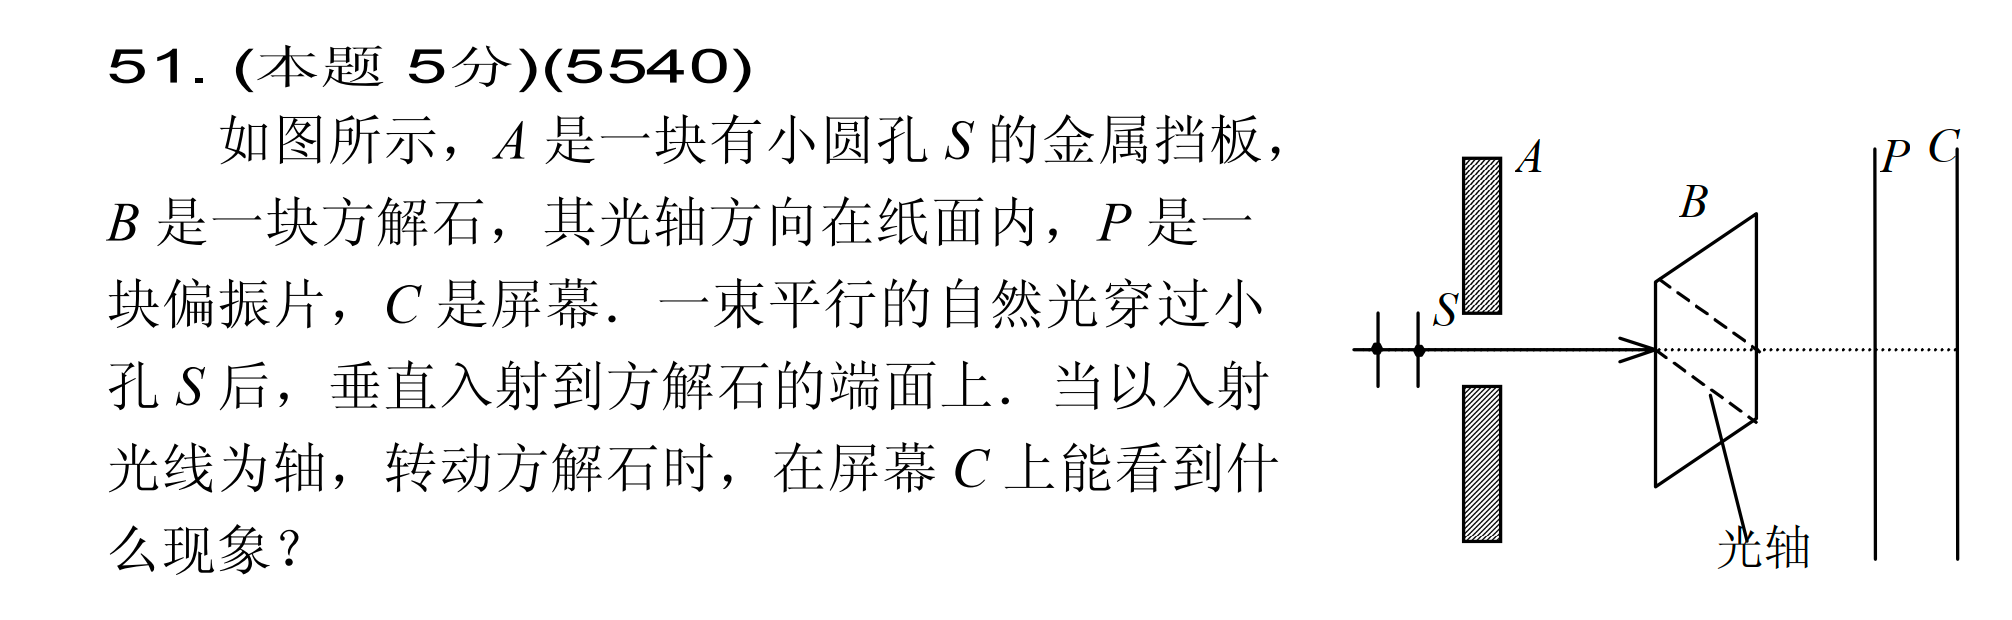 51. (本题 5分)(5540)
如图所示，A 是一块有小圆孔 S 的金属挡板，
B 是一块方解石，其光轴方向在纸面内，P 是一
块偏振片，C 是屏幕．一束平行的自然光穿过小
孔 S 后，垂直入射到方解石的端面上．当以入射
光线为轴，转动方解石时，在屏幕 C 上能看到什
么现象？
A
B
P
C
S
光轴